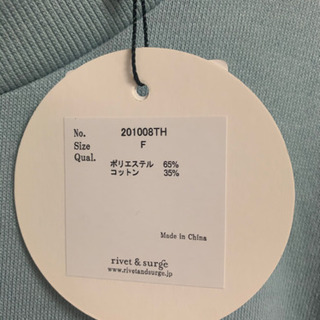 No. 201008TH
Size F
Qual.
ポリエステル 65%
コットン 35%
Made in China
rivet & surge
www.rivetandsurge.jp